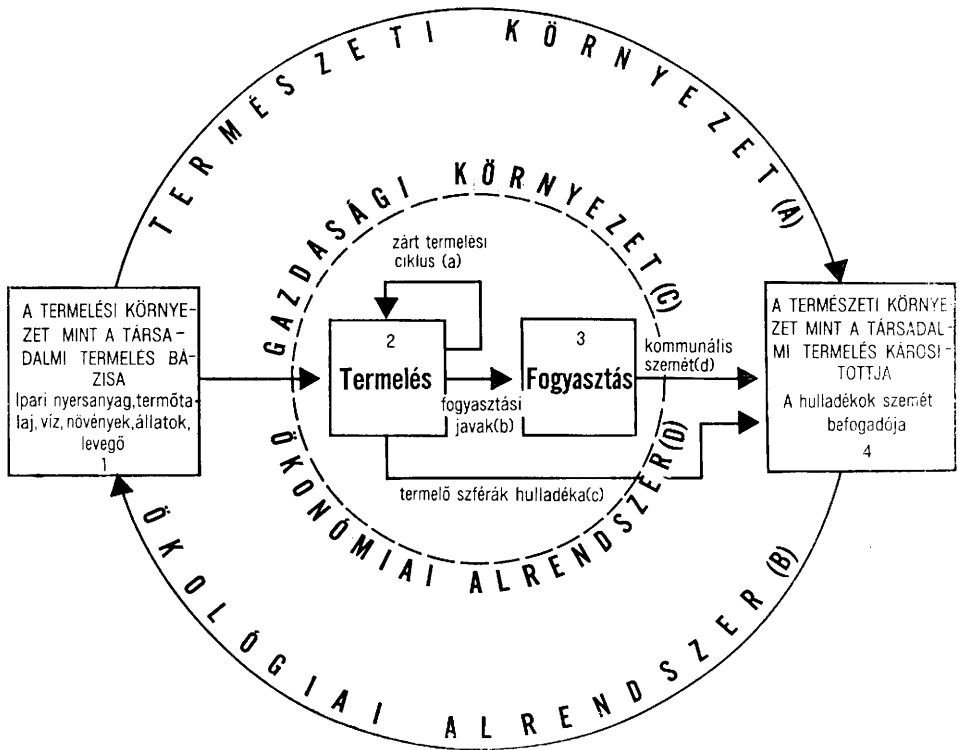 TERMÉSZETI KÖRNYEZET (A)
GAZDASÁGI KÖRNYEZET (C)
zárt termelési
ciklus (a)
A TERMELÉSI KÖRNYE-
ZET MINT A TÁRSA-
DALMI TERMELÉS BÁ-
ZISA
Ipari nyersanyag, termőta-
laj, víz, növények, állatok,
levegő
1
2
Termelés
fogyasztási
javak(b)
3
Fogyasztás
kommunális
szemét(d)
A TERMÉSZETI KÖRNYE
ZET MINT A TÁRSADAL-
MI TERMELÉS KÁROSI-
TOTTJA
A hulladékok szemét
befogadója
4
termelő szférák hulladéka(c)
ÖKONÓMIAI ALRENDSZER (D)
ÖKOLÓGIAI ALRENDSZER (B)